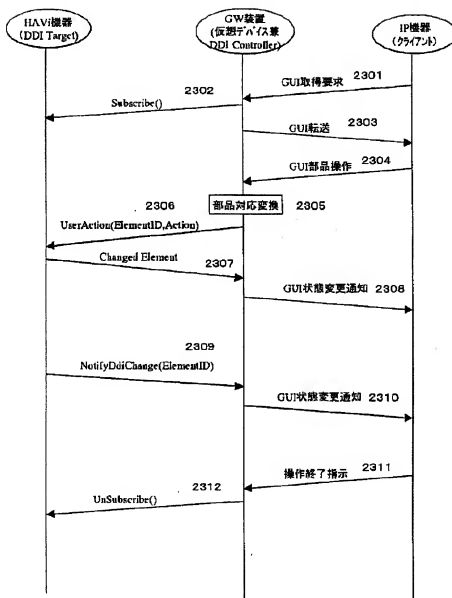 HAVi機器
(DDI Target)
GW装置
(仮想デバイス兼
DDI Controller)
IP機器
(クライアント)
GUI取得要求 2301
2302
Subscribe()
GUI転送 2303
GUI部品操作 2304
部品対応変換 2305
2306
UserAction(ElementID,Action)
Changed Element
2307
GUI状態変更通知 2308
2309
NotifyDdiChange(ElementID)
GUI状態変更通知 2310
操作終了指示 2311
2312
UnSubscribe()